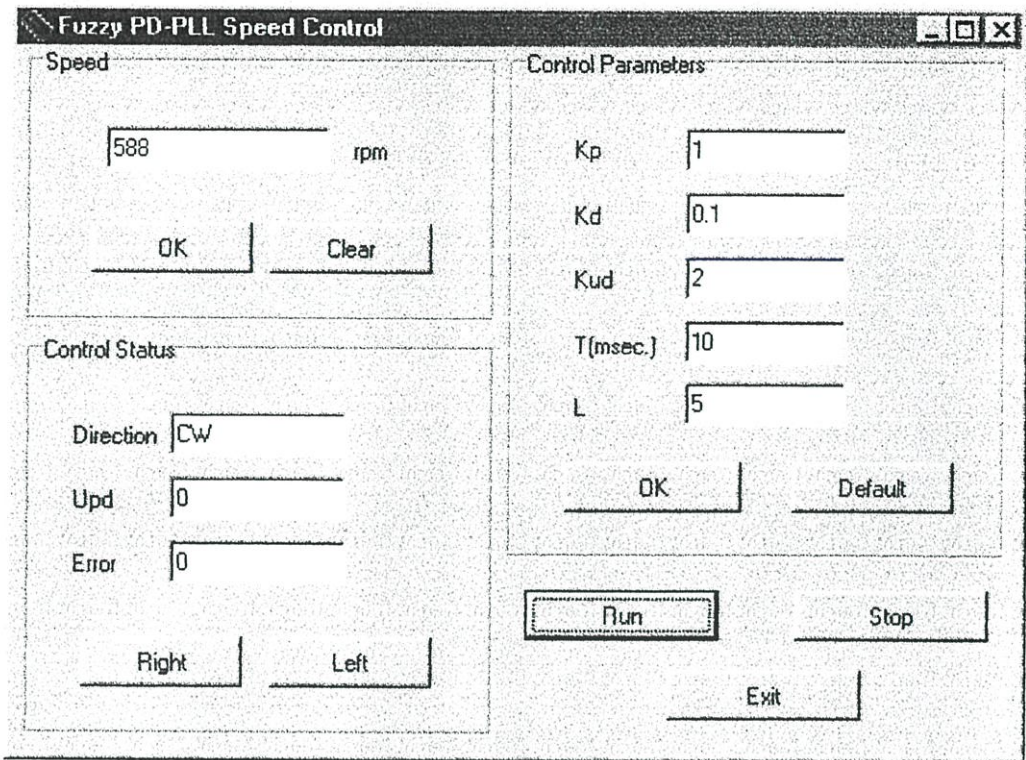 Fuzzy PD-PLL Speed Control
Speed
588 rpm
OK Clear
Control Status
Direction CW
Upd 0
Error 0
Right Left
Control Parameters
Kp 1
Kd 0.1
Kud 2
T(msec.) 10
L 5
OK Default
Run Stop
Exit